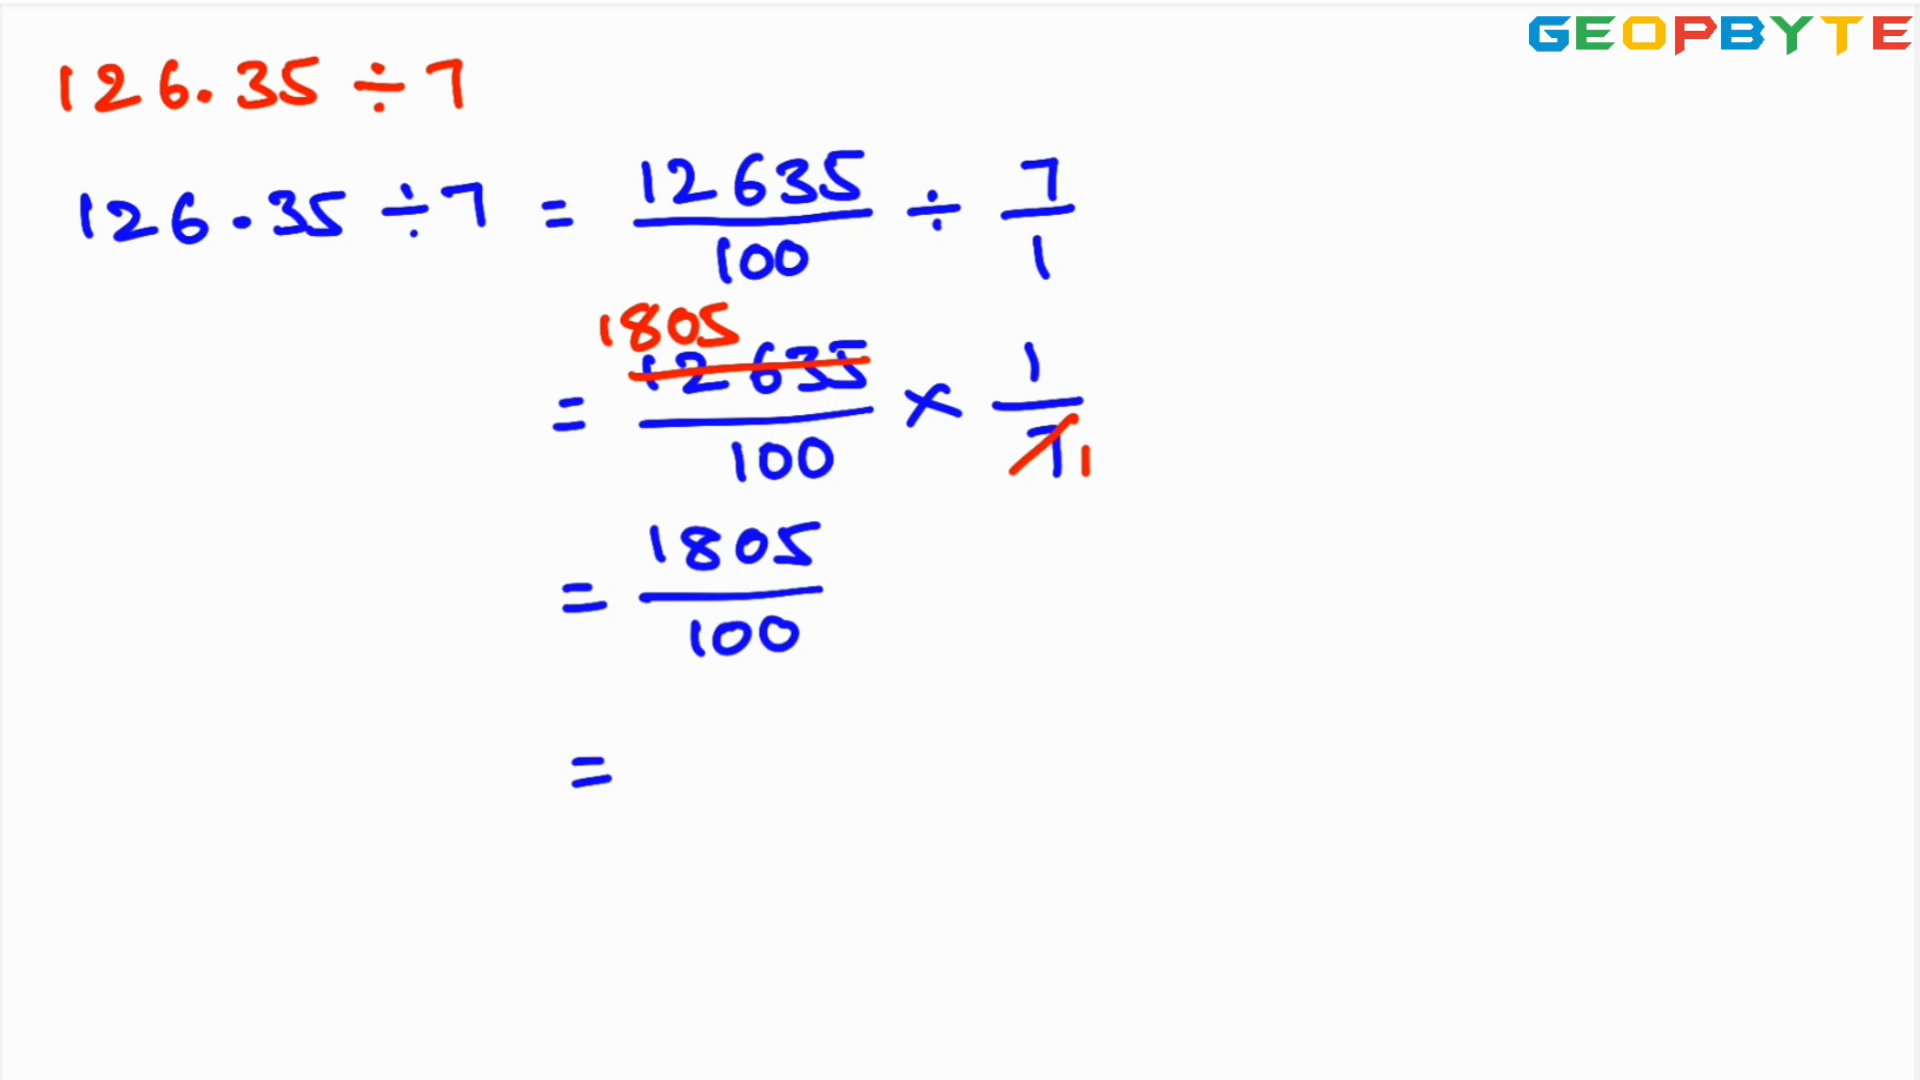 GEOPBYTE
126.35 ÷ 7
126.35 ÷ 7 = 12635/100 ÷ 7/1
1805
= 12635/100 × 1/7 1
= 1805/100
=